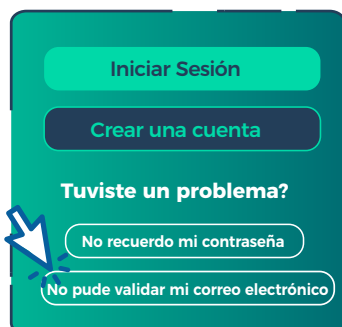 Iniciar Sesión
Crear una cuenta
Tuviste un problema?
No recuerdo mi contraseña
No pude validar mi correo electrónico